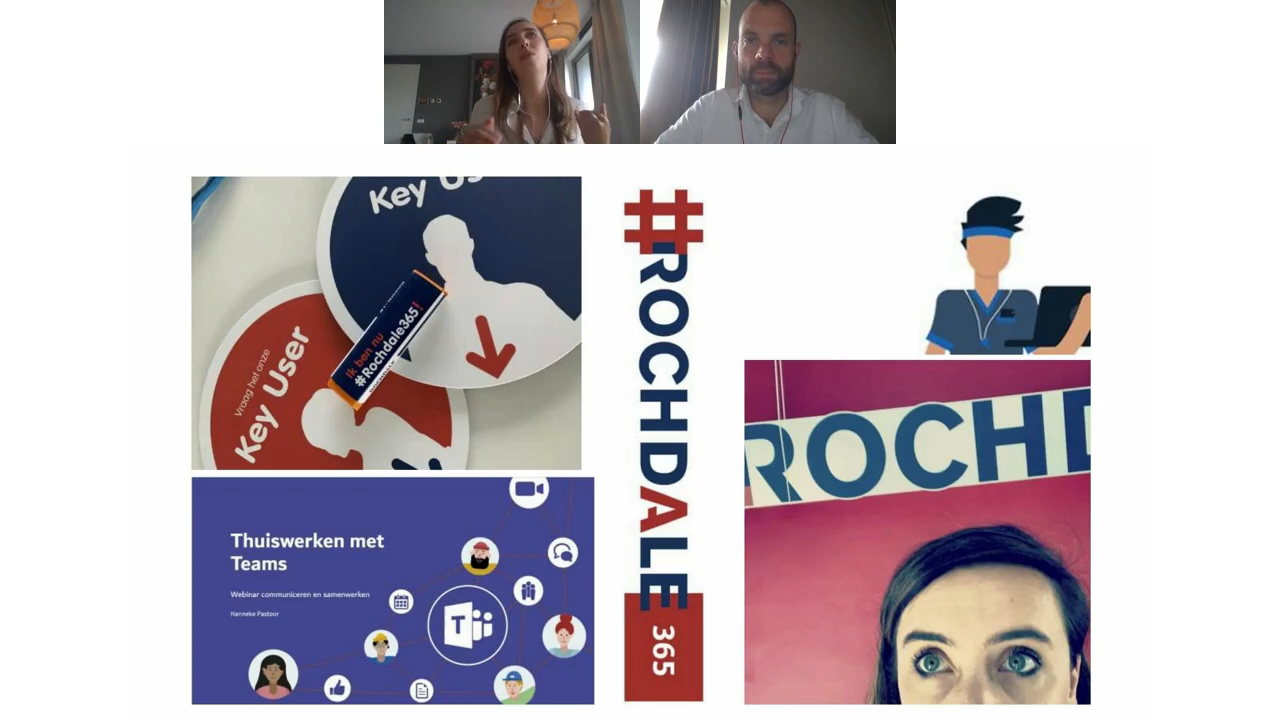 Key Us
Vraag het onze
Key User
Ik ben nu
#Rochdale365!
#ROCHDALE
365
ROCHD
Thuiswerken met
Teams
Webinar communiceren en samenwerken
Hanneke Pastoor
T